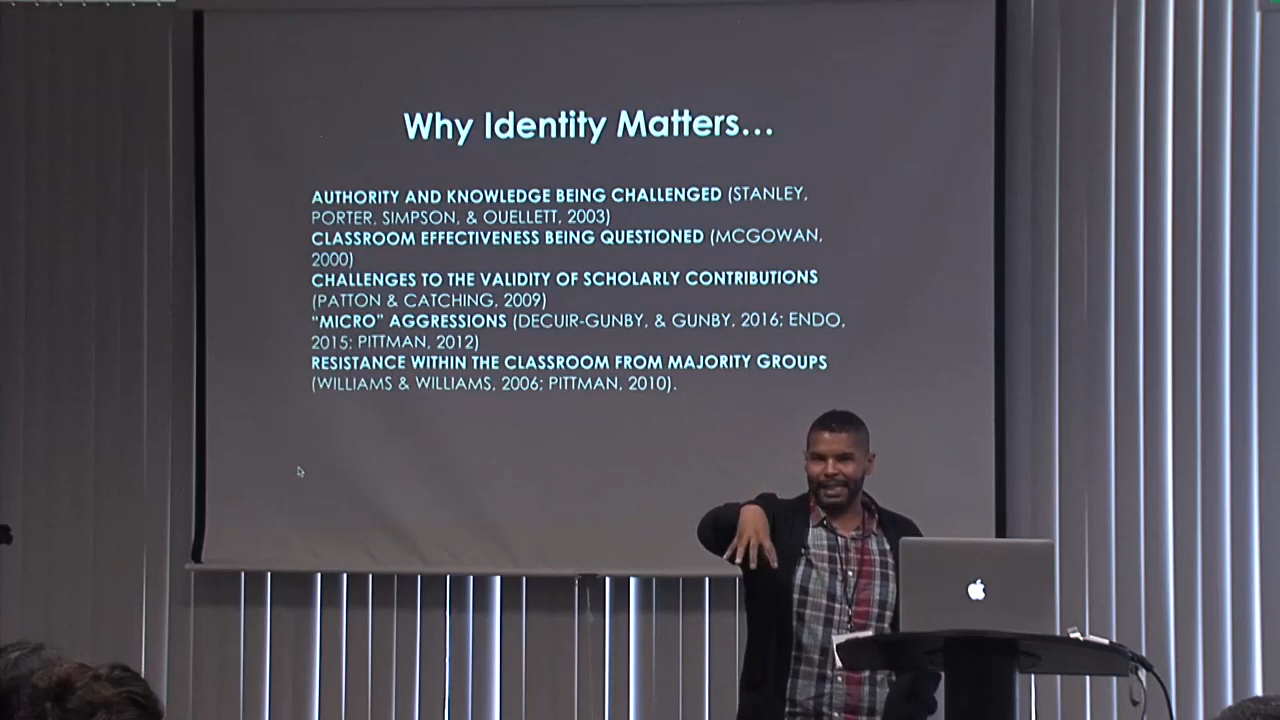 Why Identity Matters...
AUTHORITY AND KNOWLEDGE BEING CHALLENGED (STANLEY,
PORTER, SIMPSON, & OUELLETT, 2003)
CLASSROOM EFFECTIVENESS BEING QUESTIONED (MCGOWAN,
2000)
CHALLENGES TO THE VALIDITY OF SCHOLARLY CONTRIBUTIONS
(PATTON & CATCHING, 2009)
"MICRO" AGGRESSIONS (DECUIR-GUNBY, & GUNBY, 2016; ENDO,
2015; PITTMAN, 2012)
RESISTANCE WITHIN THE CLASSROOM FROM MAJORITY GROUPS
(WILLIAMS & WILLIAMS, 2006; PITTMAN, 2010).